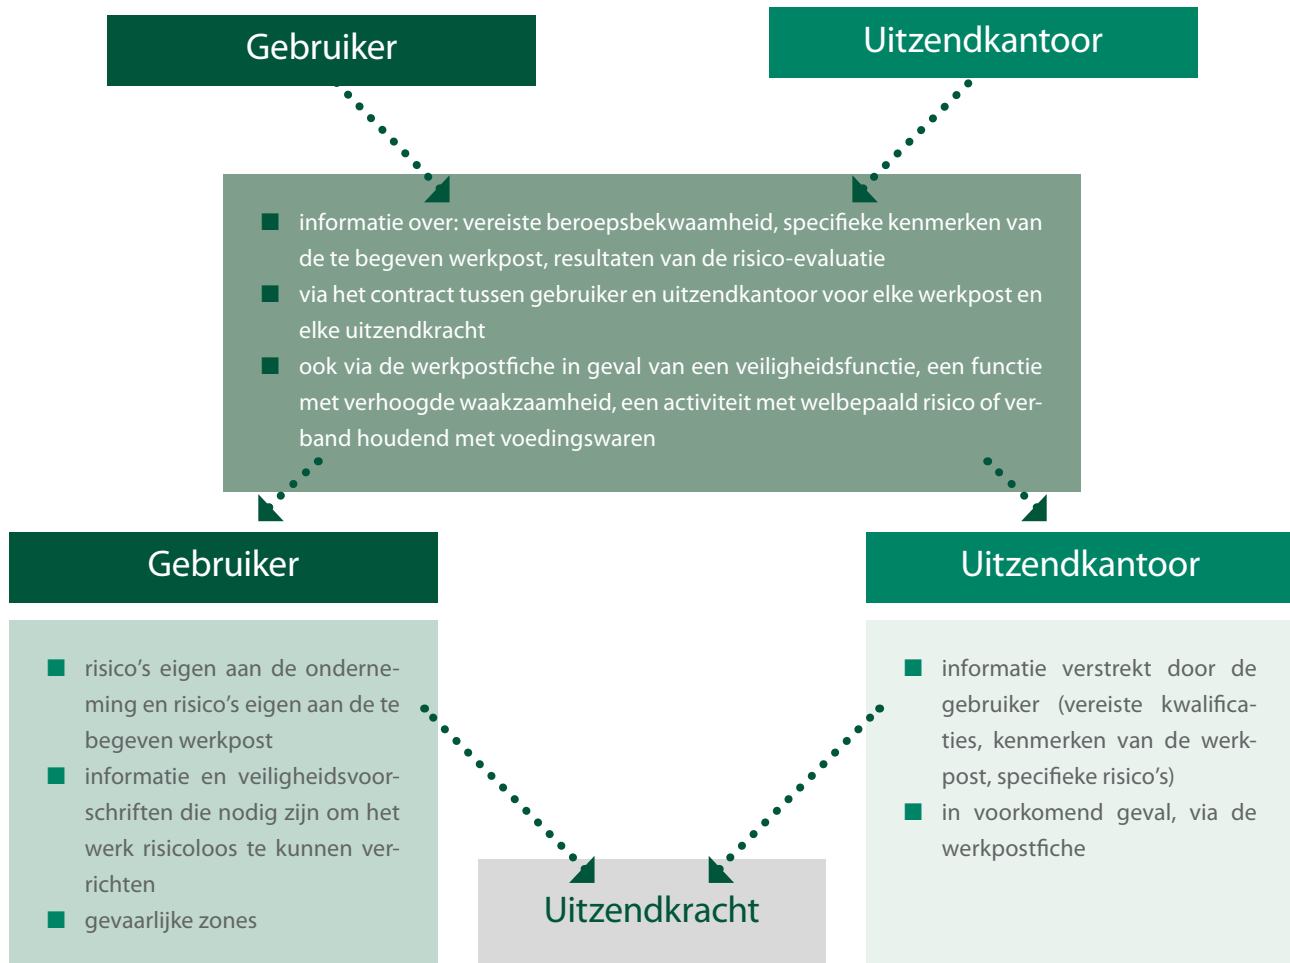 Gebruiker
Uitzendkantoor
■ informatie over: vereiste beroepsbekwaamheid, specifieke kenmerken van
de te begeven werkpost, resultaten van de risico-evaluatie
■ via het contract tussen gebruiker en uitzendkantoor voor elke werkpost en
elke uitzendkracht
■ ook via de werkpostfiche in geval van een veiligheidsfunctie, een functie
met verhoogde waakzaamheid, een activiteit met welbepaald risico of ver-
band houdend met voedingswaren
Gebruiker
■ risico’s eigen aan de onderne-
ming en risico’s eigen aan de te
begeven werkpost
■ informatie en veiligheidsvoor-
schriften die nodig zijn om het
werk risicoloos te kunnen ver-
richten
■ gevaarlijke zones
Uitzendkantoor
■ informatie verstrekt door de
gebruiker (vereiste kwalifica-
ties, kenmerken van de werk-
post, specifieke risico’s)
■ in voorkomend geval, via de
werkpostfiche
Uitzendkracht